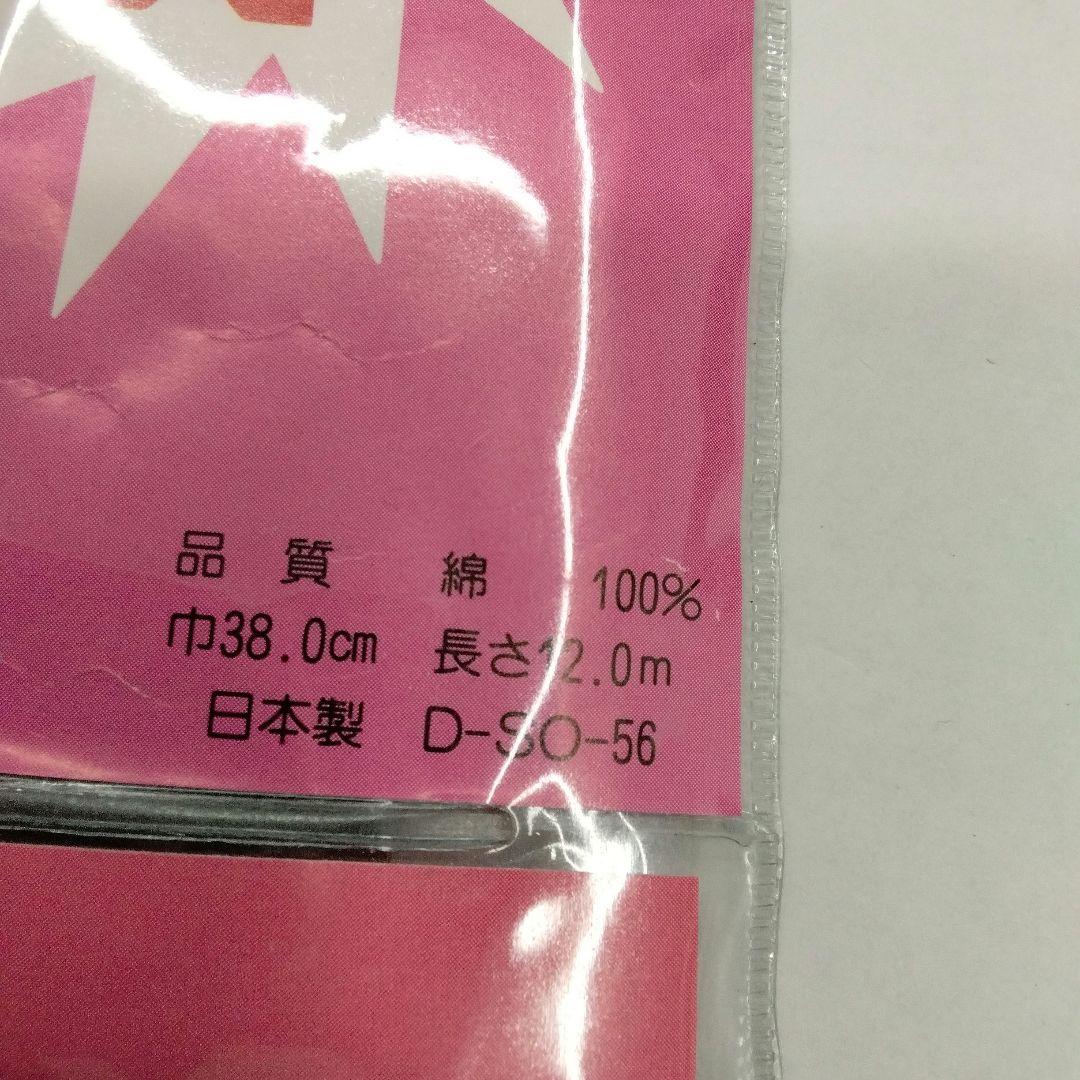 品 質 綿 100%
巾38.0cm 長さ12.0m
日本製 D-SO-56